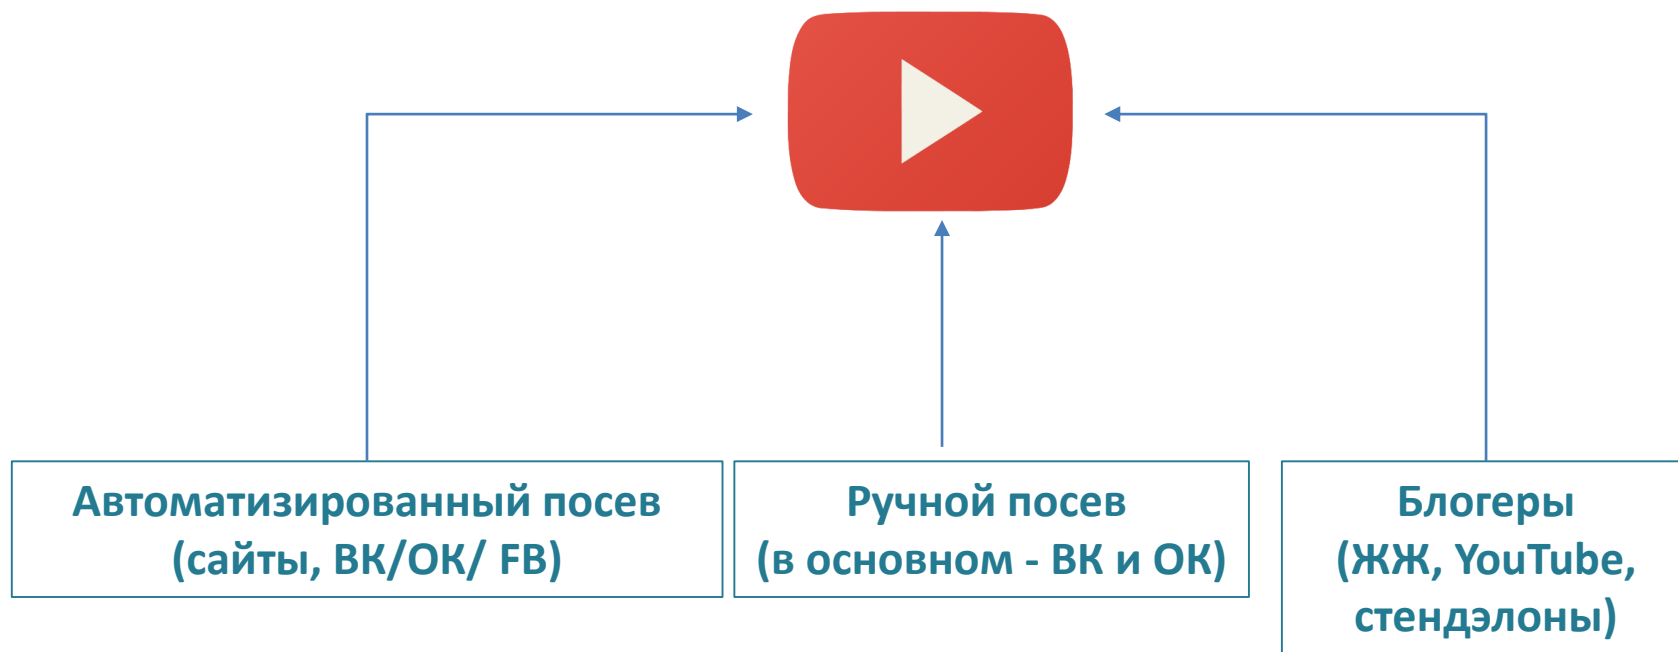 Автоматизированный посев
(сайты, ВК/ОК/ FB)
Ручной посев
(в основном - ВК и ОК)
Блогеры
(ЖЖ, YouTube,
стендэлоны)